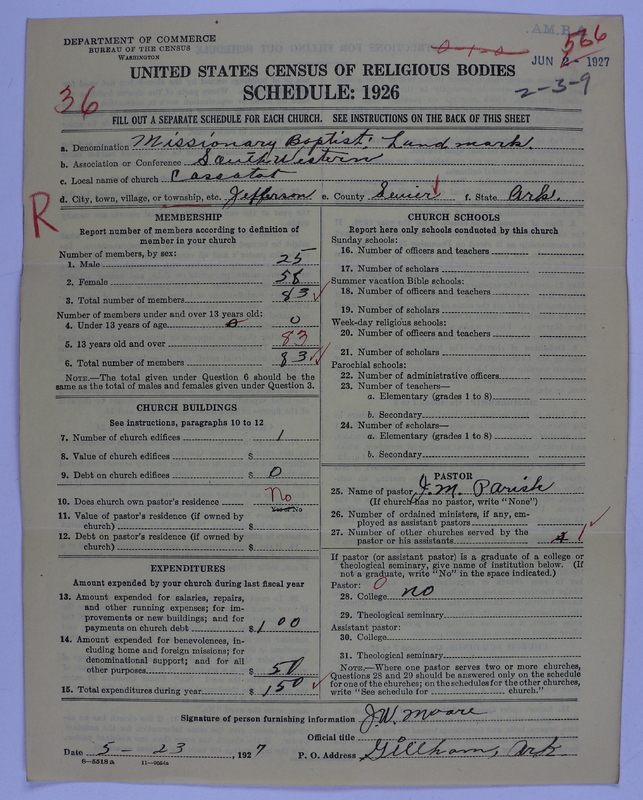 DEPARTMENT OF COMMERCE
BUREAU OF THE CENSUS
WASHINGTON
A.M.B.A.
566
JUN 2 - 1927
2-3-9
UNITED STATES CENSUS OF RELIGIOUS BODIES
SCHEDULE: 1926
36
FILL OUT A SEPARATE SCHEDULE FOR EACH CHURCH. SEE INSTRUCTIONS ON THE BACK OF THIS SHEET
a. Denomination Missionary Baptist: Landmark.
b. Association or Conference South Western
c. Local name of church Cassatot
d. City, town, village, or township, etc. Jefferson e. County Sevier f. State Ark.
R
MEMBERSHIP
Report number of members according to definition of
member in your church
Number of members, by sex:
1. Male 25
2. Female 58
3. Total number of members 83
Number of members under and over 13 years old:
4. Under 13 years of age 0
5. 13 years old and over 83
6. Total number of members 83
NOTE.—The total given under Question 6 should be the
same as the total of males and females given under Question 3.
CHURCH BUILDINGS
See instructions, paragraphs 10 to 12
7. Number of church edifices 1
8. Value of church edifices $
9. Debt on church edifices $ 0
10. Does church own pastor's residence No
Yes or No
11. Value of pastor's residence (if owned by
church) $
12. Debt on pastor's residence (if owned by
church) $
EXPENDITURES
Amount expended by your church during last fiscal year
13. Amount expended for salaries, repairs,
and other running expenses; for im-
provements or new buildings; and for
payments on church debt $ 100
14. Amount expended for benevolences, in-
cluding home and foreign missions; for
denominational support; and for all
other purposes $ 50
15. Total expenditures during year $ 150
CHURCH SCHOOLS
Report here only schools conducted by this church
Sunday schools:
16. Number of officers and teachers
17. Number of scholars
Summer vacation Bible schools:
18. Number of officers and teachers
19. Number of scholars
Week-day religious schools:
20. Number of officers and teachers
21. Number of scholars
Parochial schools:
22. Number of administrative officers
23. Number of teachers—
a. Elementary (grades 1 to 8)
b. Secondary
24. Number of scholars—
a. Elementary (grades 1 to 8)
b. Secondary
PASTOR
25. Name of pastor J. M. Parish
(If church has no pastor, write "None")
26. Number of ordained ministers, if any, em-
ployed as assistant pastors
27. Number of other churches served by the
pastor or his assistants 1
If pastor (or assistant pastor) is a graduate of a college or
theological seminary, give name of institution below. (If
not a graduate, write "No" in the space indicated.)
Pastor: 0
28. College no
29. Theological seminary
Assistant pastor:
30. College
31. Theological seminary
NOTE.—Where one pastor serves two or more churches,
Questions 28 and 29 should be answered only on the schedule
for one of the churches; on the schedules for the other churches,
write "See schedule for church."
Signature of person furnishing information J. W. Moore
Official title
Date 5 - 23, 1927 P. O. Address Gillham, Ark
6—5518a 11—9554a